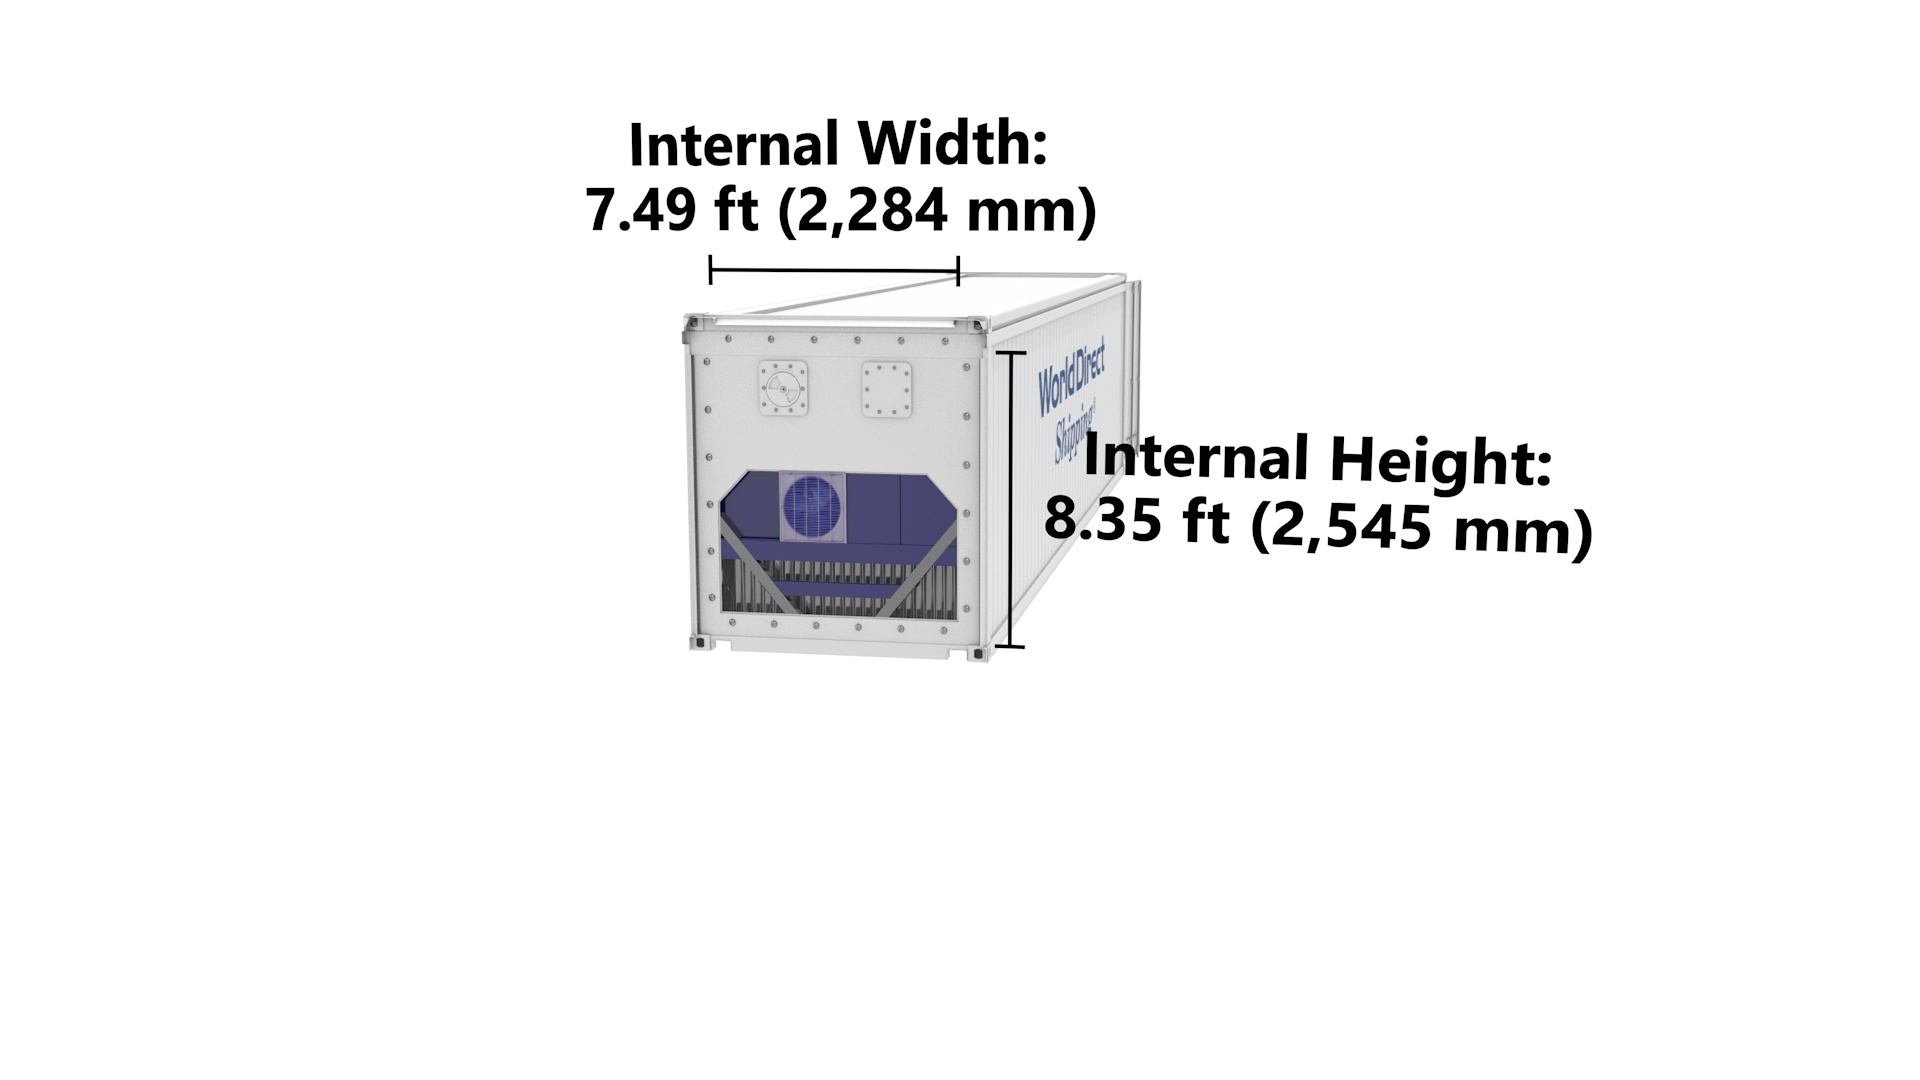 Internal Width:
7.49 ft (2,284 mm)
World Direct
Shipping
Internal Height:
8.35 ft (2,545 mm)